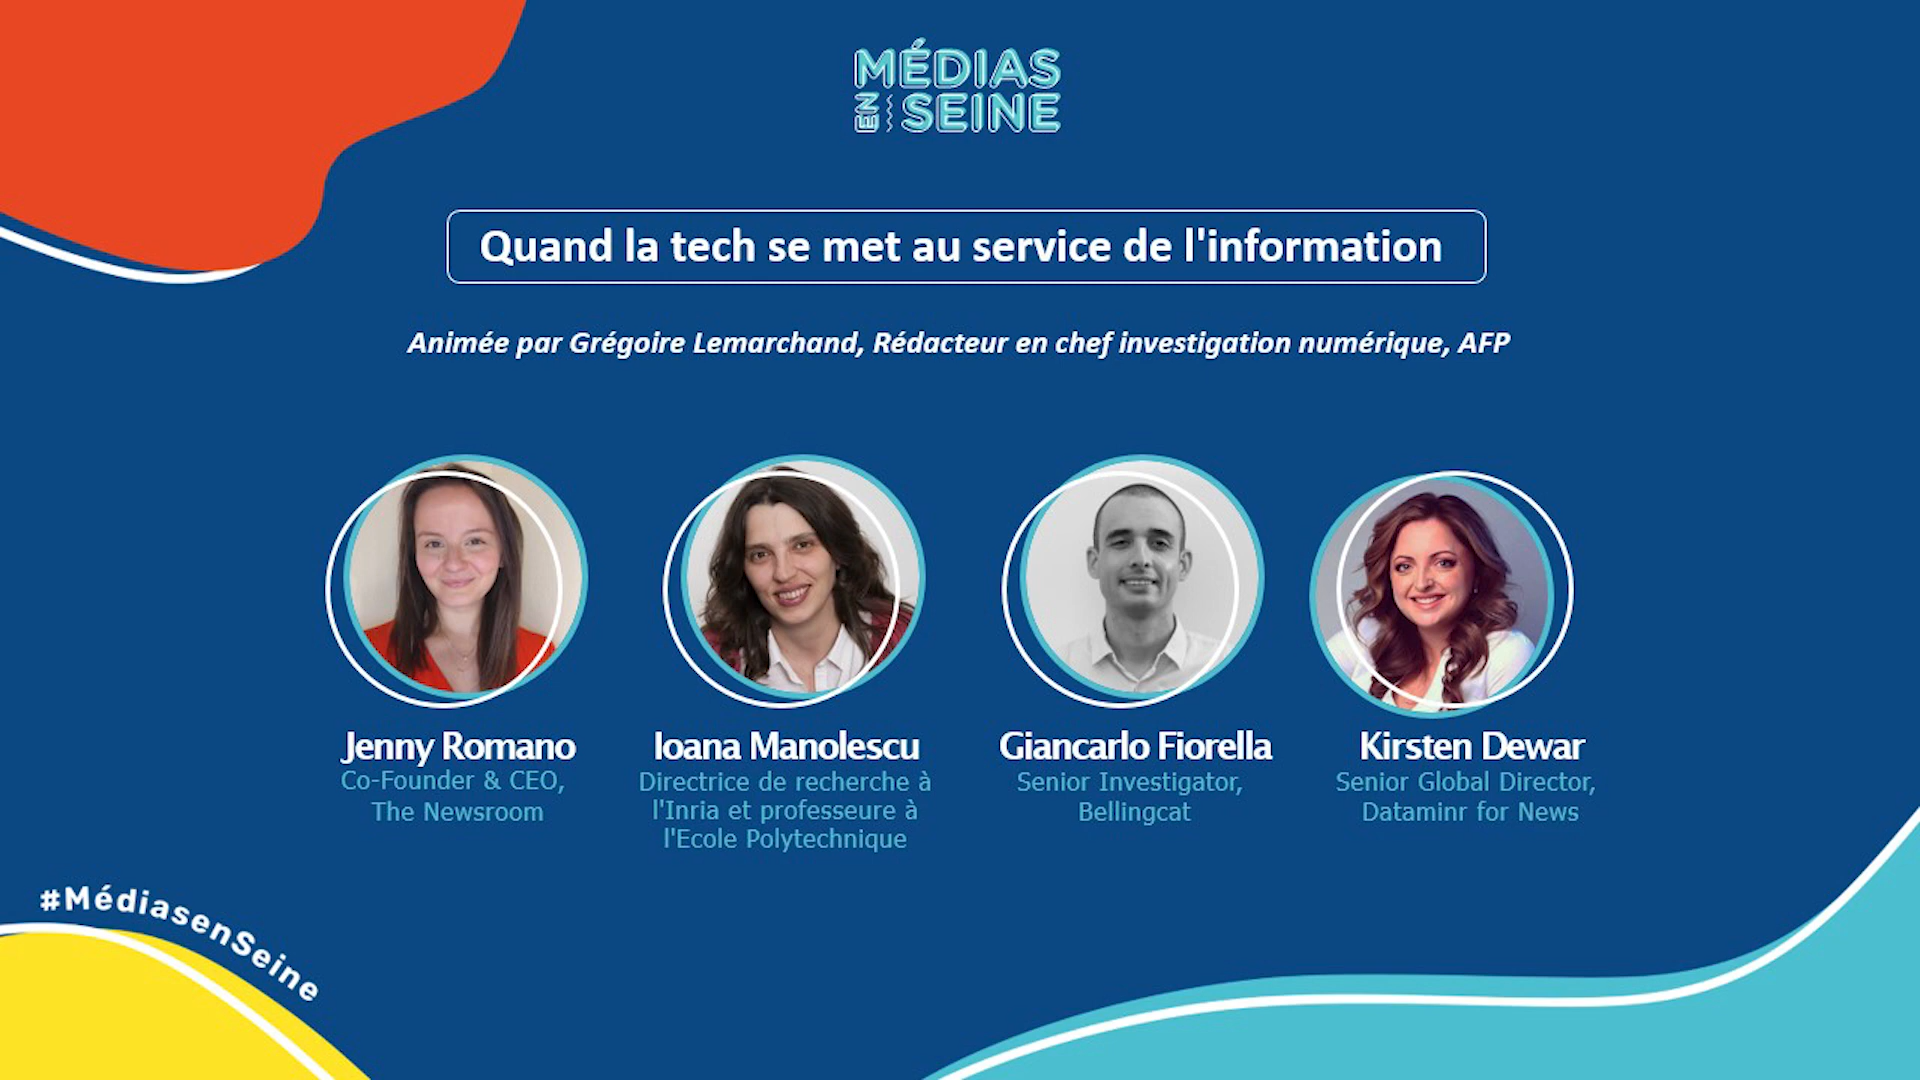 MÉDIAS
EN SEINE
Quand la tech se met au service de l'information
Animée par Grégoire Lemarchand, Rédacteur en chef investigation numérique, AFP
Jenny Romano
Co-Founder & CEO,
The Newsroom
Ioana Manolescu
Directrice de recherche à
l'Inria et professeure à
l'Ecole Polytechnique
Giancarlo Fiorella
Senior Investigator,
Bellingcat
Kirsten Dewar
Senior Global Director,
Dataminr for News
#MédiasenSeine